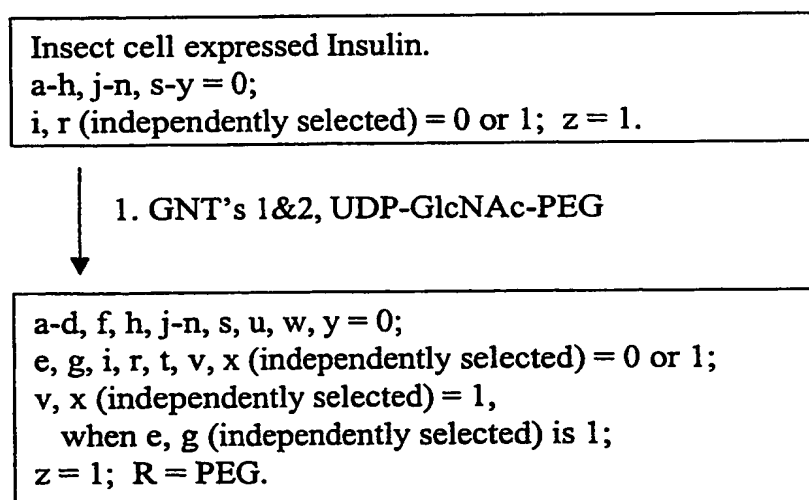 Insect cell expressed Insulin.
a-h, j-n, s-y = 0;
i, r (independently selected) = 0 or 1; z = 1.
1. GNT's 1&2, UDP-GlcNAc-PEG
a-d, f, h, j-n, s, u, w, y = 0;
e, g, i, r, t, v, x (independently selected) = 0 or 1;
v, x (independently selected) = 1,
when e, g (independently selected) is 1;
z = 1; R = PEG.